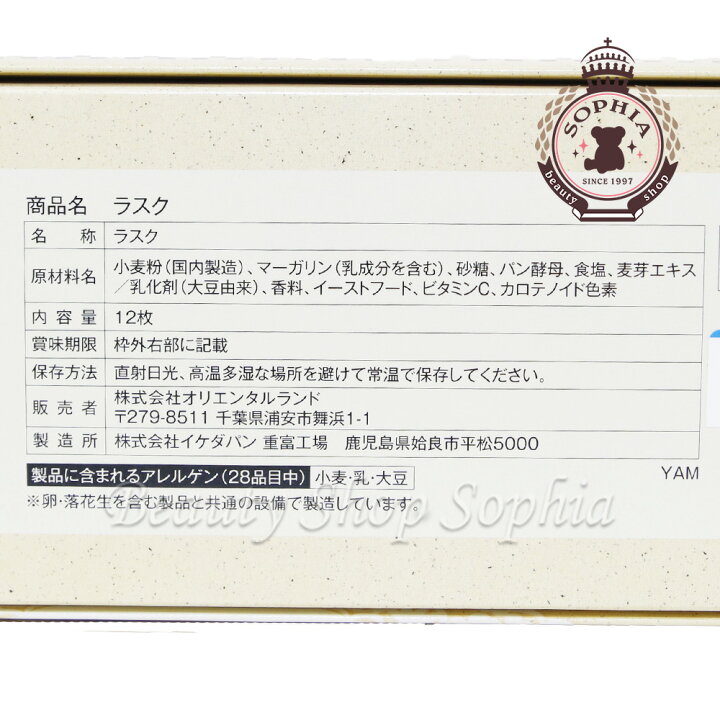 SOPHIA
SINCE 1997
beauty shop
商品名 ラスク
名称 ラスク
原材料名 小麦粉(国内製造)、マーガリン(乳成分を含む)、砂糖、パン酵母、食塩、麦芽エキス
/乳化剤(大豆由来)、香料、イーストフード、ビタミンC、カロテノイド色素
内容量 12枚
賞味期限 枠外右部に記載
保存方法 直射日光、高温多湿な場所を避けて常温で保存してください。
販売者 株式会社オリエンタルランド
〒279-8511 千葉県浦安市舞浜1-1
製造所 株式会社イケダパン 重富工場 鹿児島県姶良市平松5000
製品に含まれるアレルゲン(28品目中) 小麦・乳・大豆
YAM
※卵・落花生を含む製品と共通の設備で製造しています。
Beauty Shop Sophia